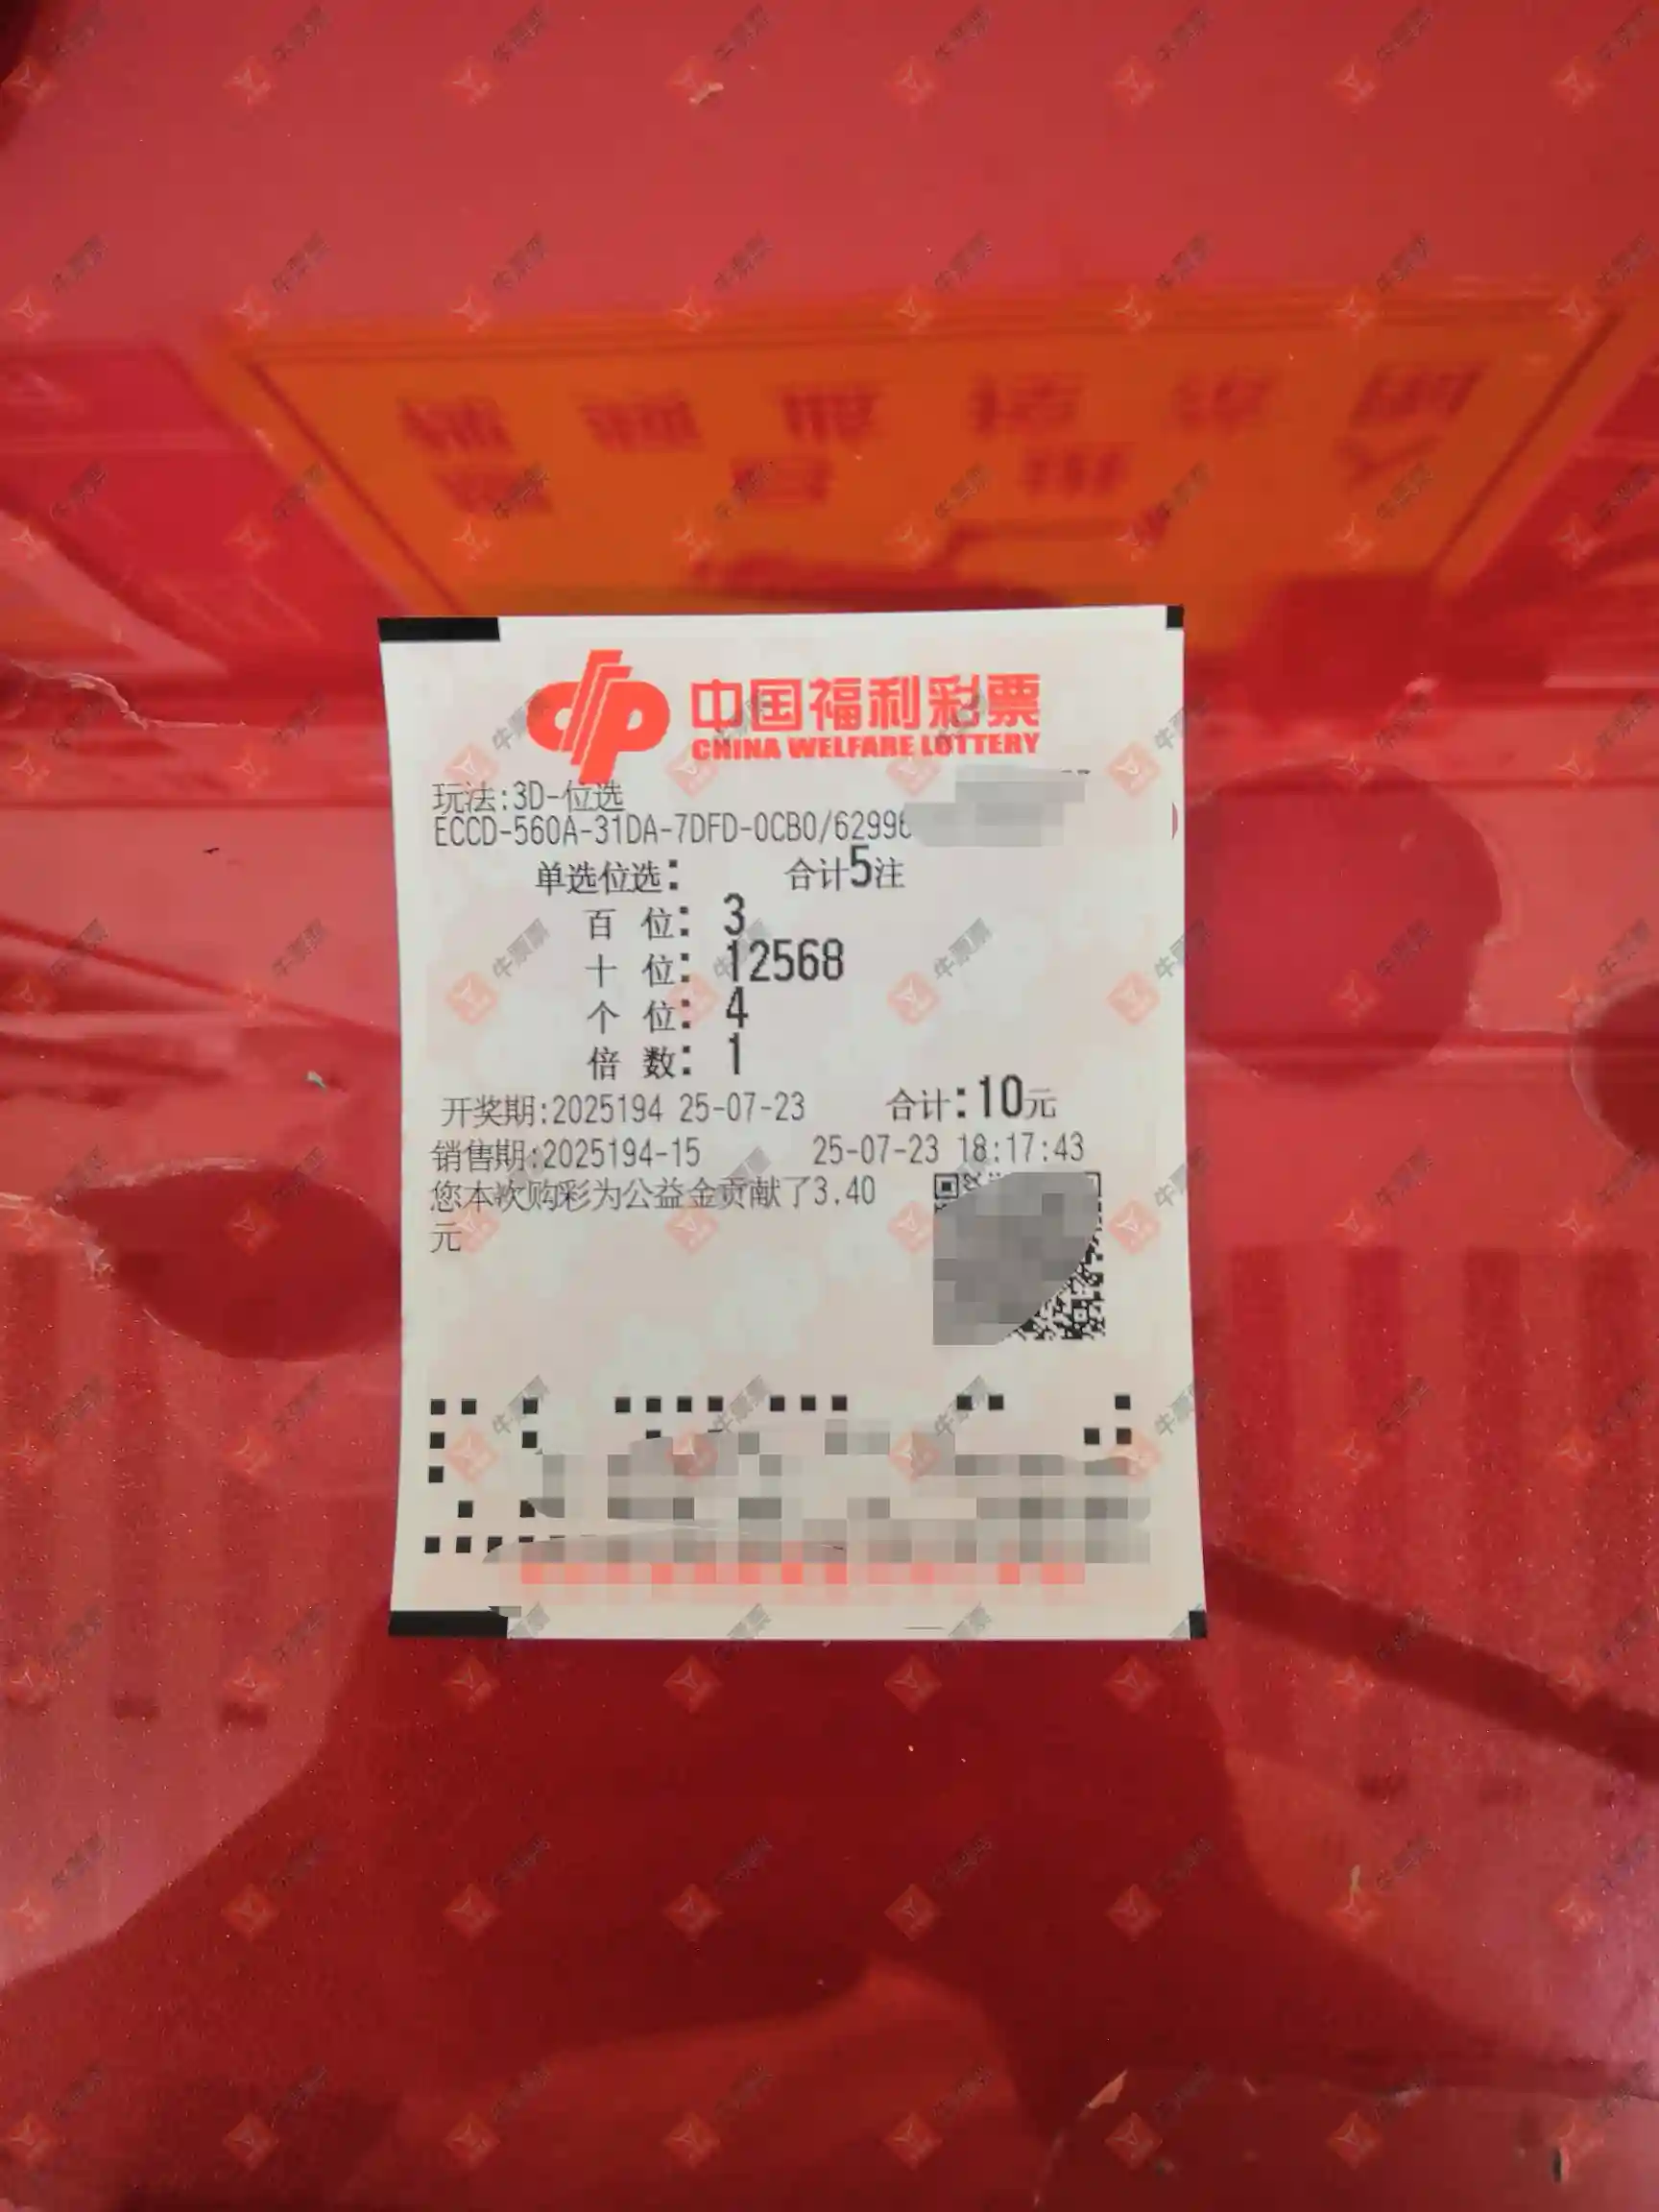 中国福利彩票
CHINA WELFARE LOTTERY
玩法:3D-位选
ECCD-560A-31DA-7DFD-0CB0/62996
单选位选: 合计5注
百 位: 3
十 位: 12568
个 位: 4
倍 数: 1
开奖期:2025194 25-07-23 合计:10元
销售期:2025194-15 25-07-23 18:17:43
您本次购彩为公益金贡献了3.40
元
牛票票